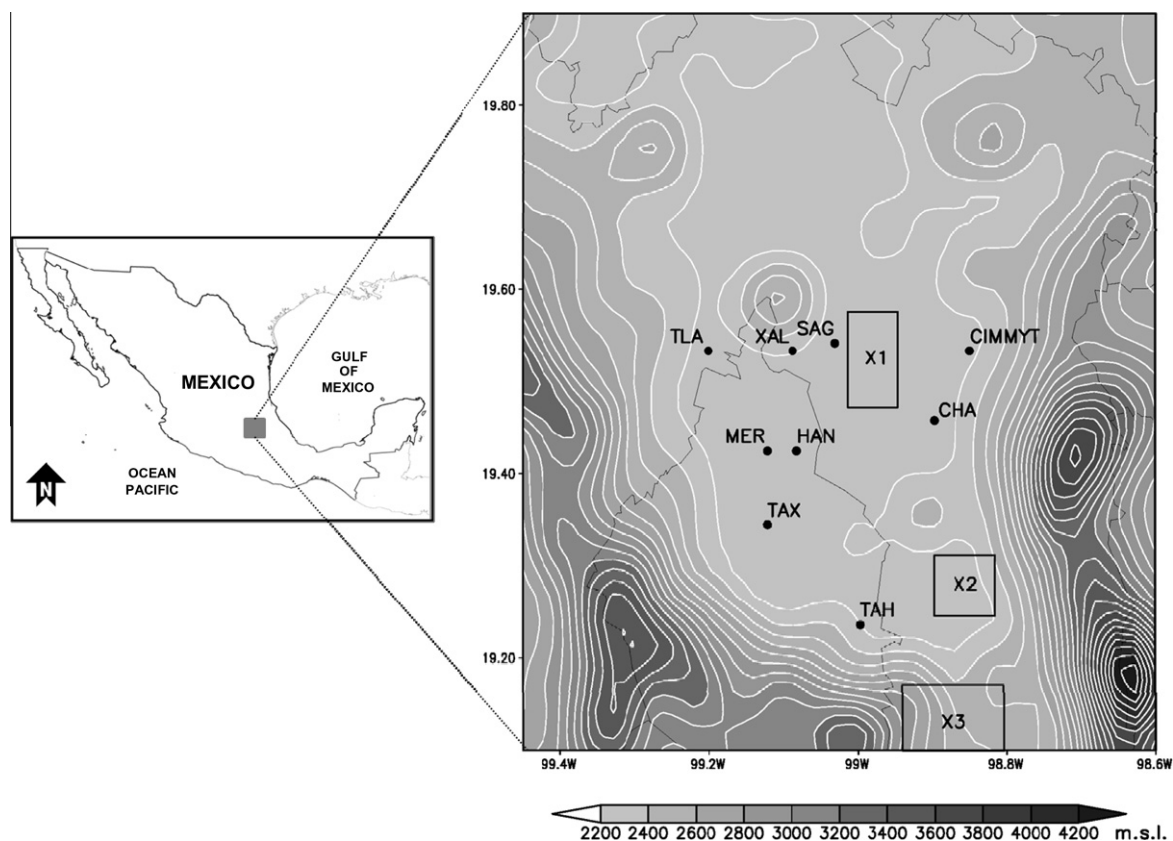 19.80
19.60
19.40
19.20
TLA
XAL
SAG
X1
CIMMYT
CHA
MER
HAN
TAX
X2
TAH
X3
99.4W
99.2W
99W
98.8W
98.6W
MEXICO
GULF
OF
MEXICO
OCEAN
PACIFIC
N
2200 2400 2600 2800 3000 3200 3400 3600 3800 4000 4200 m.s.l.